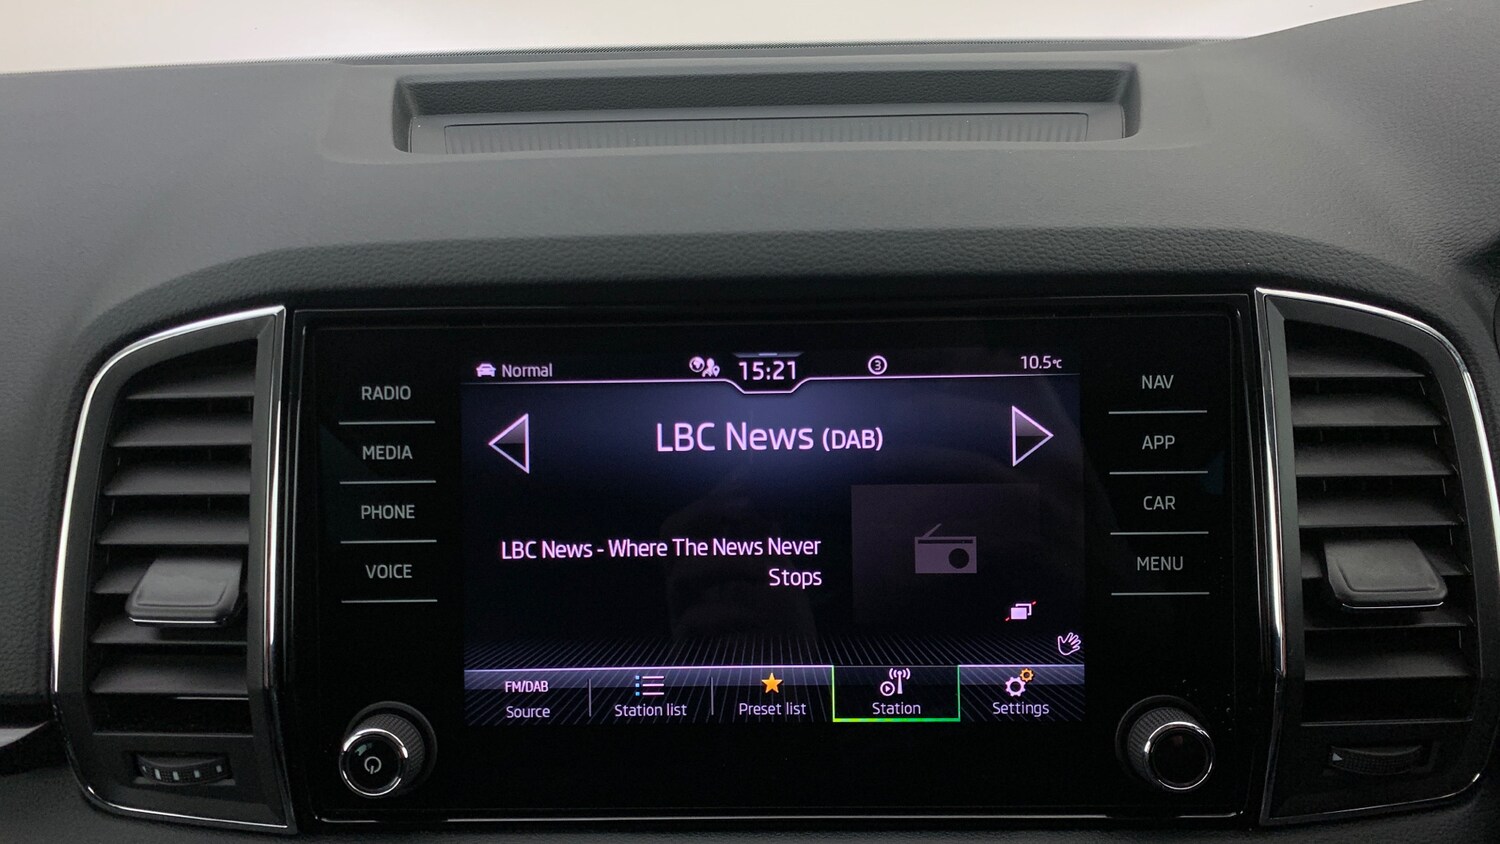 Normal
15:21
3
10.5°C
RADIO
MEDIA
PHONE
VOICE
LBC News (DAB)
LBC News - Where The News Never
Stops
NAV
APP
CAR
MENU
FM/DAB
Source
Station list
Preset list
Station
Settings